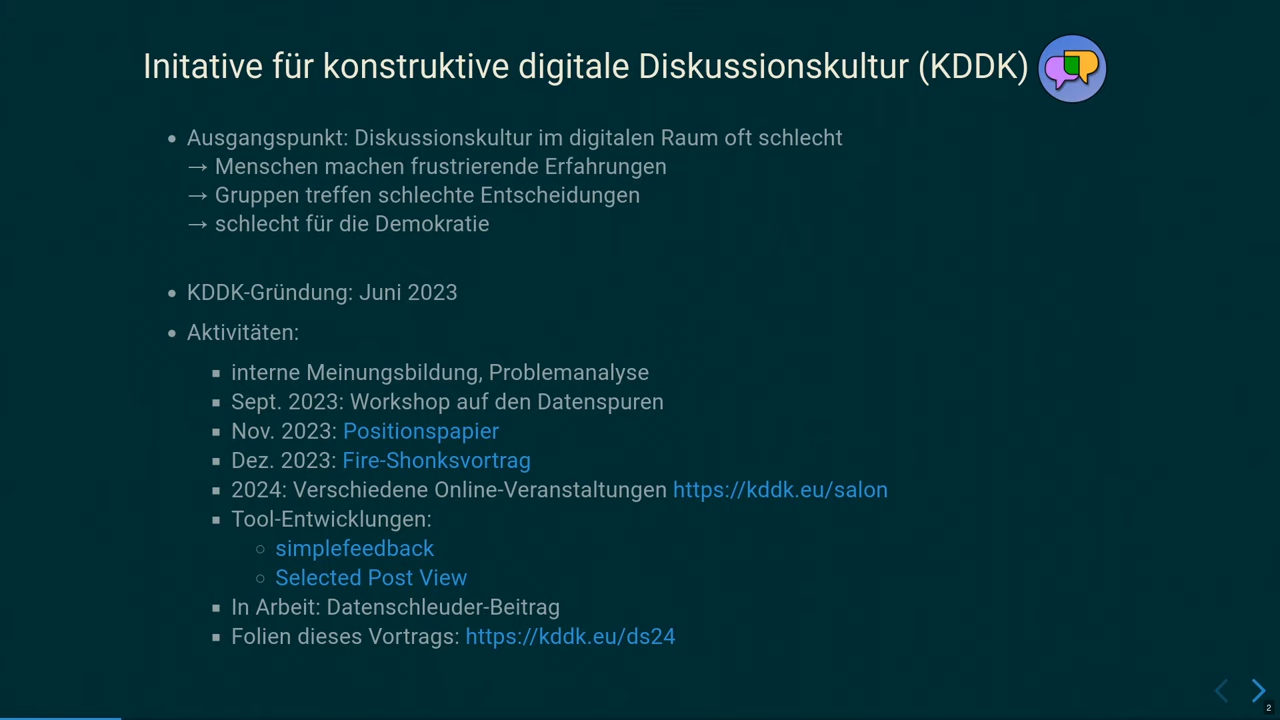 Initative für konstruktive digitale Diskussionskultur (KDDK)
• Ausgangspunkt: Diskussionskultur im digitalen Raum oft schlecht
→ Menschen machen frustrierende Erfahrungen
→ Gruppen treffen schlechte Entscheidungen
→ schlecht für die Demokratie
• KDDK-Gründung: Juni 2023
• Aktivitäten:
▪ interne Meinungsbildung, Problemanalyse
▪ Sept. 2023: Workshop auf den Datenspuren
▪ Nov. 2023: Positionspapier
▪ Dez. 2023: Fire-Shonksvortrag
▪ 2024: Verschiedene Online-Veranstaltungen https://kddk.eu/salon
▪ Tool-Entwicklungen:
○ simplefeedback
○ Selected Post View
▪ In Arbeit: Datenschleuder-Beitrag
▪ Folien dieses Vortrags: https://kddk.eu/ds24
2